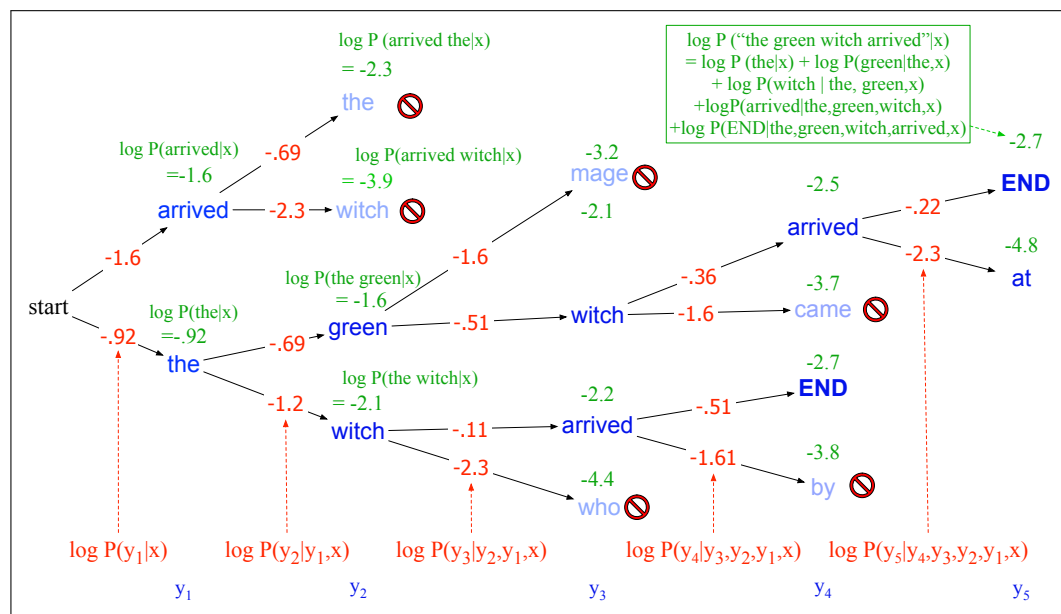 log P (arrived the|x)
= -2.3
the
log P(arrived|x)
=-1.6
arrived
-.69
log P(arrived witch|x)
= -3.9
-2.3
witch
-1.6
start
-.92
log P(the|x)
=-.92
the
log P(the green|x)
= -1.6
-.69
green
-1.2
log P(the witch|x)
= -2.1
witch
-3.2
mage
-2.1
-1.6
-.51
witch
-.11
-2.2
arrived
-2.3
-4.4
who
log P (“the green witch arrived”|x)
= log P (the|x) + log P(green|the,x)
+ log P(witch | the, green,x)
+logP(arrived|the,green,witch,x)
+log P(END|the,green,witch,arrived,x)
-2.5
arrived
-.36
-1.6
-3.7
came
-2.7
END
-.51
-1.61
-3.8
by
-2.7
END
-.22
-2.3
-4.8
at
log P(y1|x)
log P(y2|y1,x)
log P(y3|y2,y1,x)
log P(y4|y3,y2,y1,x)
log P(y5|y4,y3,y2,y1,x)
y1
y2
y3
y4
y5